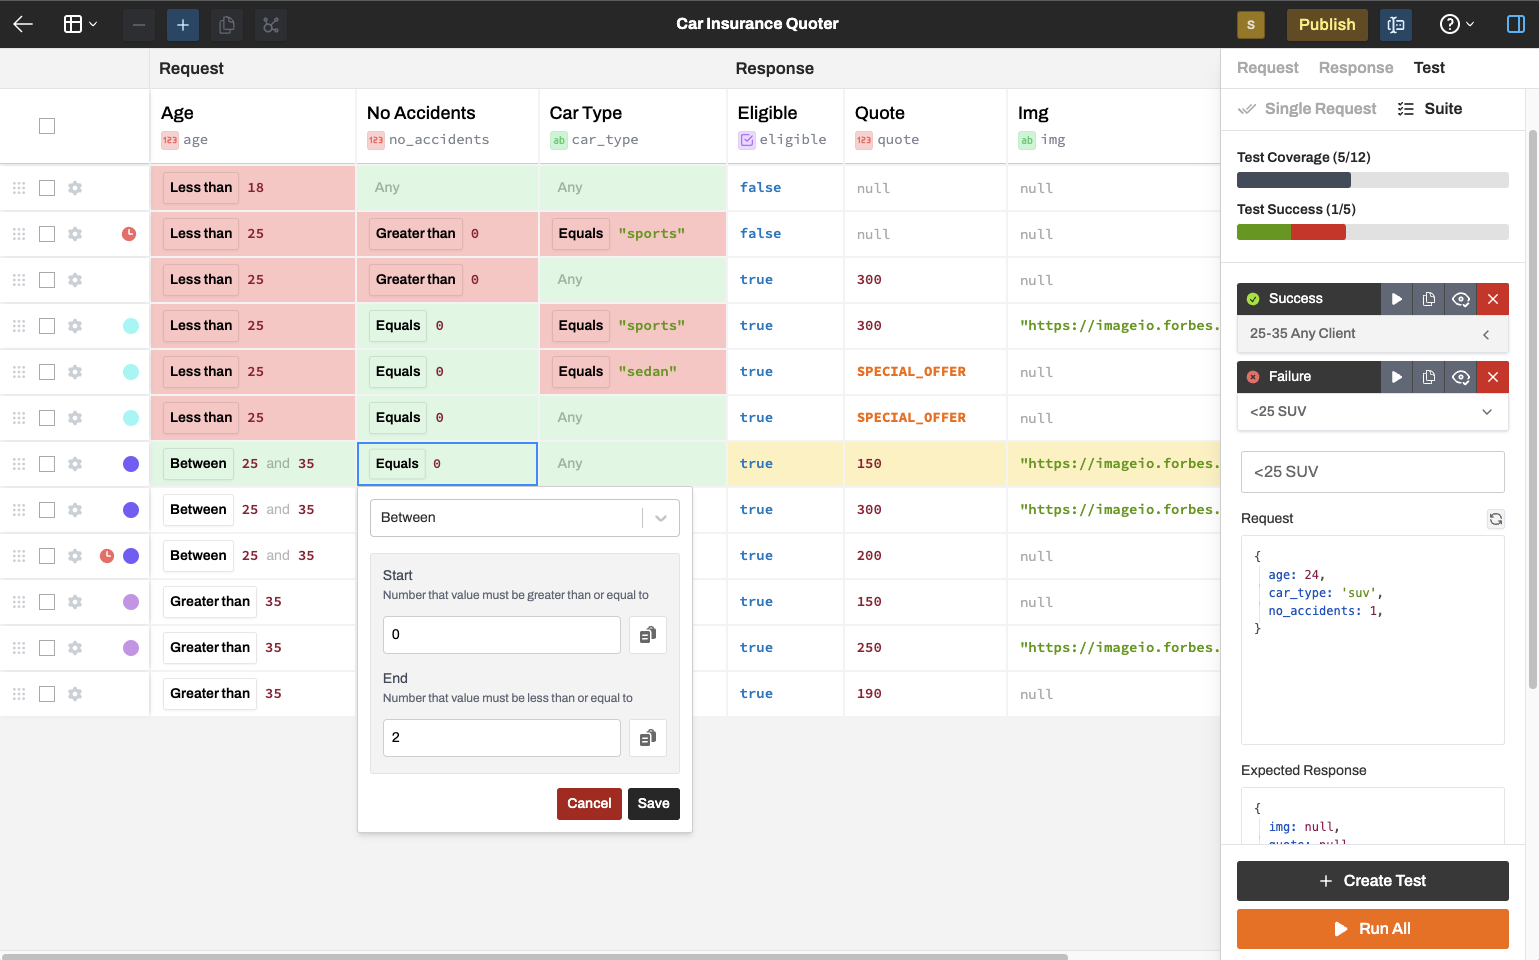 Car Insurance Quoter
S
Publish
Request
Response
Request
Response
Test
Age
123 age
No Accidents
123 no_accidents
Car Type
ab car_type
Eligible
eligible
Quote
123 quote
Img
ab img
Single Request
Suite
Test Coverage (5/12)
Test Success (1/5)
Less than 18 Any Any false null null
Less than 25 Greater than 0 Equals "sports" false null null
Less than 25 Greater than 0 Any true 300 null
Less than 25 Equals 0 Equals "sports" true 300 "https://imageio.forbes.
Less than 25 Equals 0 Equals "sedan" true SPECIAL_OFFER null
Less than 25 Equals 0 Any true SPECIAL_OFFER null
Between 25 and 35 Equals 0 Any true 150 "https://imageio.forbes.
Between 25 and 35 true 300 "https://imageio.forbes.
Between 25 and 35 true 200 null
Greater than 35 true 150 null
Greater than 35 true 250 "https://imageio.forbes.
Greater than 35 true 190 null
Between
Start
Number that value must be greater than or equal to
0
End
Number that value must be less than or equal to
2
Cancel
Save
Success
25-35 Any Client
Failure
<25 SUV
<25 SUV
Request
{
age: 24,
car_type: 'suv',
no_accidents: 1,
}
Expected Response
{
img: null,
quote: null
+ Create Test
Run All